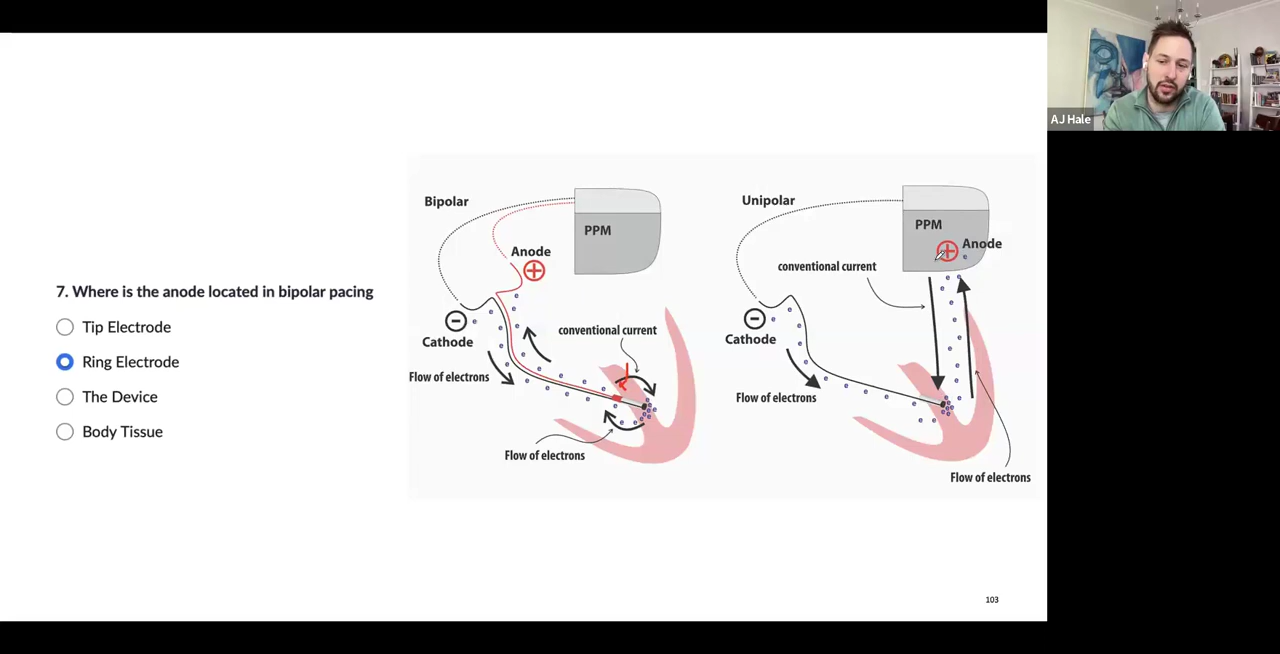 AJ Hale
Bipolar
PPM
Anode
Cathode
conventional current
Flow of electrons
Flow of electrons
Unipolar
PPM
Anode
conventional current
Cathode
Flow of electrons
Flow of electrons
7. Where is the anode located in bipolar pacing
Tip Electrode
Ring Electrode
The Device
Body Tissue
103